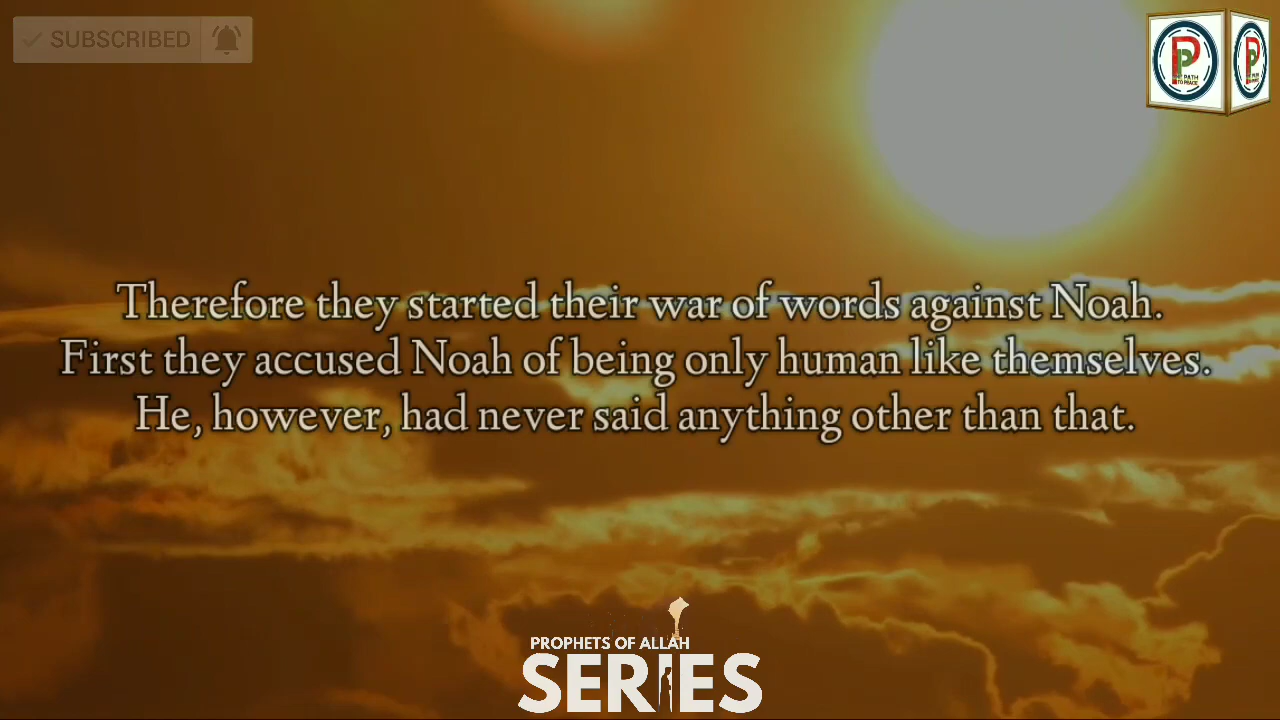 SUBSCRIBED
Therefore they started their war of words against Noah.
First they accused Noah of being only human like themselves.
He, however, had never said anything other than that.
PROPHETS OF ALLAH
SERIES